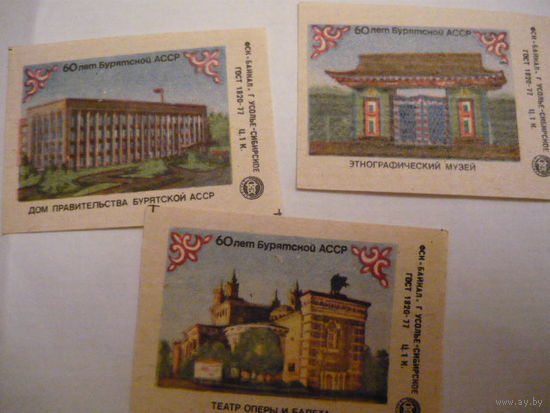 60 лет Бурятской АССР
ДОМ ПРАВИТЕЛЬСТВА БУРЯТСКОЙ АССР
ФСК „БАЙКАЛ„ Г УСОЛЬЕ-СИБИРСКОЕ
ГОСТ 1820-77 Ц. 1 К.
60 лет Бурятской АССР
ЭТНОГРАФИЧЕСКИЙ МУЗЕЙ
ФСК „БАЙКАЛ„ Г УСОЛЬЕ-СИБИРСКОЕ
ГОСТ 1820-77 Ц. 1 К.
60 лет Бурятской АССР
ТЕАТР ОПЕРЫ И БАЛЕТА
ФСК „БАЙКАЛ„ Г УСОЛЬЕ-СИБИРСКОЕ
ГОСТ 1820-77 Ц. 1 К.
www.ay.by